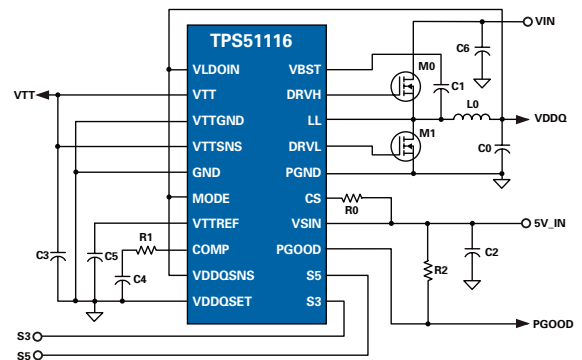 TPS51116
VIN
C6
M0
VLDOIN
VBST
C1
VTT
VTT
DRVH
L0
VTTGND
LL
VDDQ
M1
VTTSNS
DRVL
C0
GND
PGND
MODE
CS
R0
VTTREF
VSIN
5V_IN
R1
COMP
PGOOD
C3
C5
C4
R2
C2
VDDQSNS
S5
VDDQSET
S3
PGOOD
S3
S5